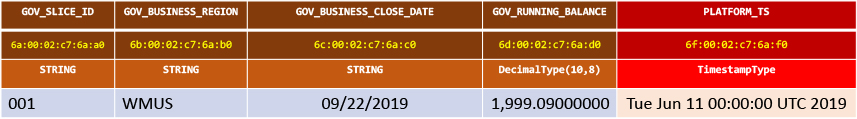 GOV_SLICE_ID GOV_BUSINESS_REGION GOV_BUSINESS_CLOSE_DATE GOV_RUNNING_BALANCE PLATFORM_TS
6a:00:02:c7:6a:a0 6b:00:02:c7:6a:b0 6c:00:02:c7:6a:c0 6d:00:02:c7:6a:d0 6f:00:02:c7:6a:f0
STRING STRING STRING DecimalType(10,8) TimestampType
001 WMUS 09/22/2019 1,999.09000000 Tue Jun 11 00:00:00 UTC 2019